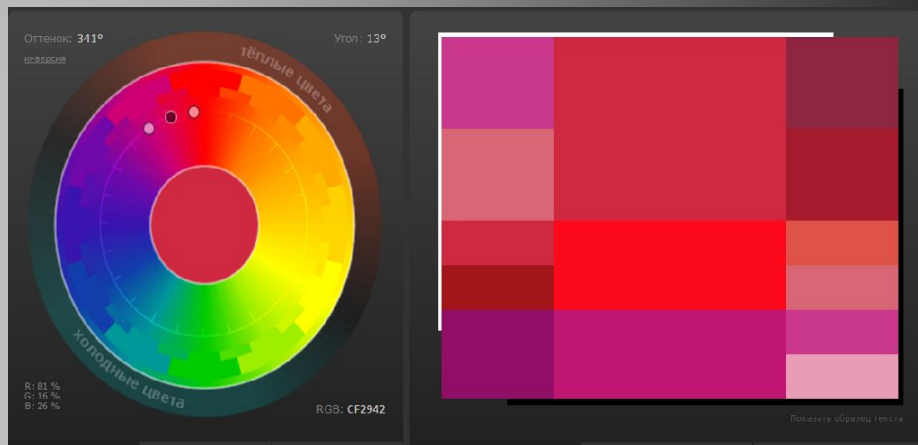 Оттенок: 341°
Угол: 13°
инверсия
тёплые цвета
холодные цвета
R: 81 %
G: 16 %
B: 26 %
RGB: CF2942
Показать образец текста